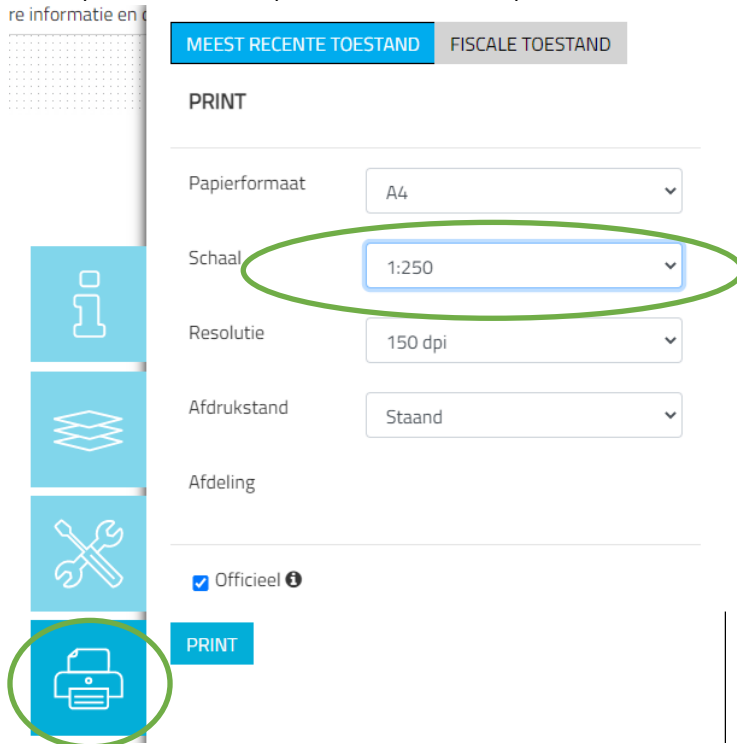 re informatie en
MEEST RECENTE TOESTAND FISCALE TOESTAND
PRINT
Papierformaat A4
Schaal 1:250
Resolutie 150 dpi
Afdrukstand Staand
Afdeling
Officieel
PRINT